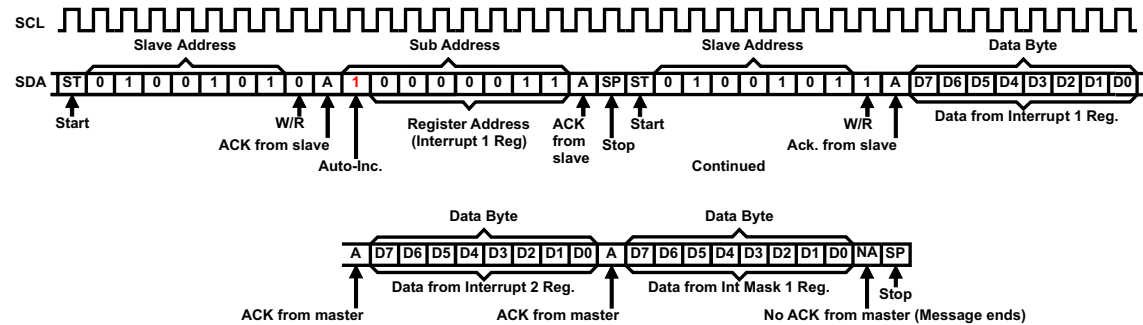 SCL
Slave Address Sub Address Slave Address Data Byte
SDA ST 0 1 0 0 1 0 1 0 A 1 0 0 0 0 0 1 1 A SP ST 0 1 0 0 1 0 1 1 A D7 D6 D5 D4 D3 D2 D1 D0
Start W/R Register Address ACK Start W/R Data from Interrupt 1 Reg.
ACK from slave (Interrupt 1 Reg) from Stop Ack. from slave
slave
Auto-Inc. Continued
Data Byte Data Byte
A D7 D6 D5 D4 D3 D2 D1 D0 A D7 D6 D5 D4 D3 D2 D1 D0 NA SP
Data from Interrupt 2 Reg. Data from Int Mask 1 Reg. Stop
ACK from master ACK from master No ACK from master (Message ends)